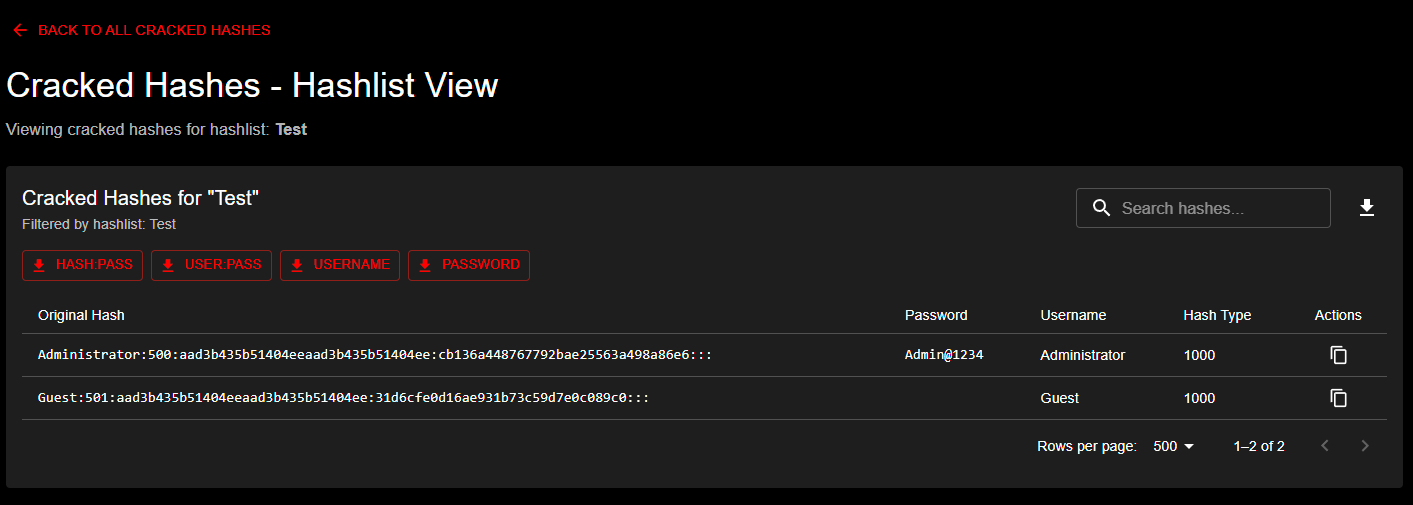 BACK TO ALL CRACKED HASHES
Cracked Hashes - Hashlist View
Viewing cracked hashes for hashlist: Test
Cracked Hashes for "Test"
Search hashes...
Filtered by hashlist: Test
HASH:PASS USER:PASS USERNAME PASSWORD
Original Hash Password Username Hash Type Actions
Administrator:500:aad3b435b51404eeaad3b435b51404ee:cb136a448767792bae25563a498a86e6::: Admin@1234 Administrator 1000
Guest:501:aad3b435b51404eeaad3b435b51404ee:31d6cfe0d16ae931b73c59d7e0c089c0::: Guest 1000
Rows per page: 500 1–2 of 2